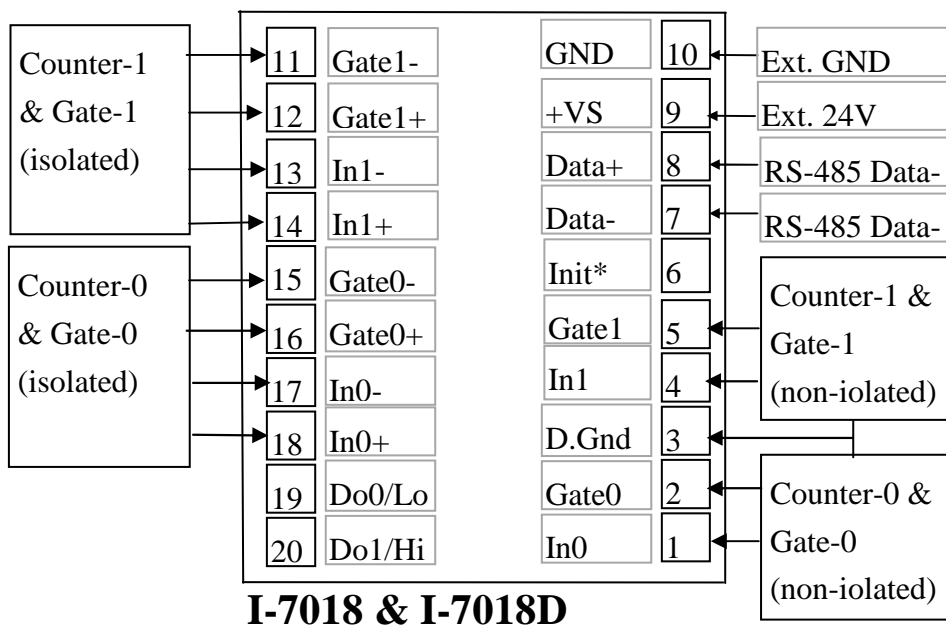 Counter-1
& Gate-1
(isolated)
Counter-0
& Gate-0
(isolated)
11 Gate1-
12 Gate1+
13 In1-
14 In1+
15 Gate0-
16 Gate0+
17 In0-
18 In0+
19 Do0/Lo
20 Do1/Hi
GND 10
+VS 9
Data+ 8
Data- 7
Init* 6
Gate1 5
In1 4
D.Gnd 3
Gate0 2
In0 1
Ext. GND
Ext. 24V
RS-485 Data-
RS-485 Data-
Counter-1 &
Gate-1
(non-iolated)
Counter-0 &
Gate-0
(non-iolated)
I-7018 & I-7018D